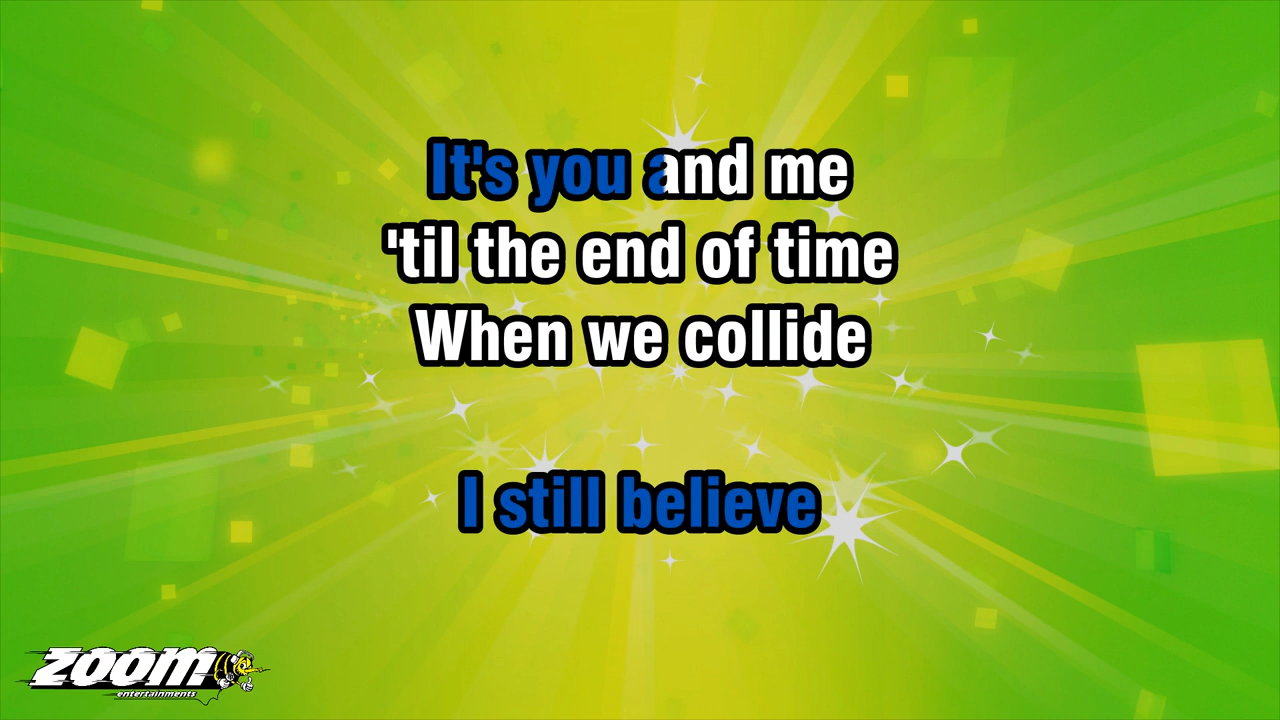 It's you and me
'til the end of time
When we collide
I still believe
zoom
entertainments